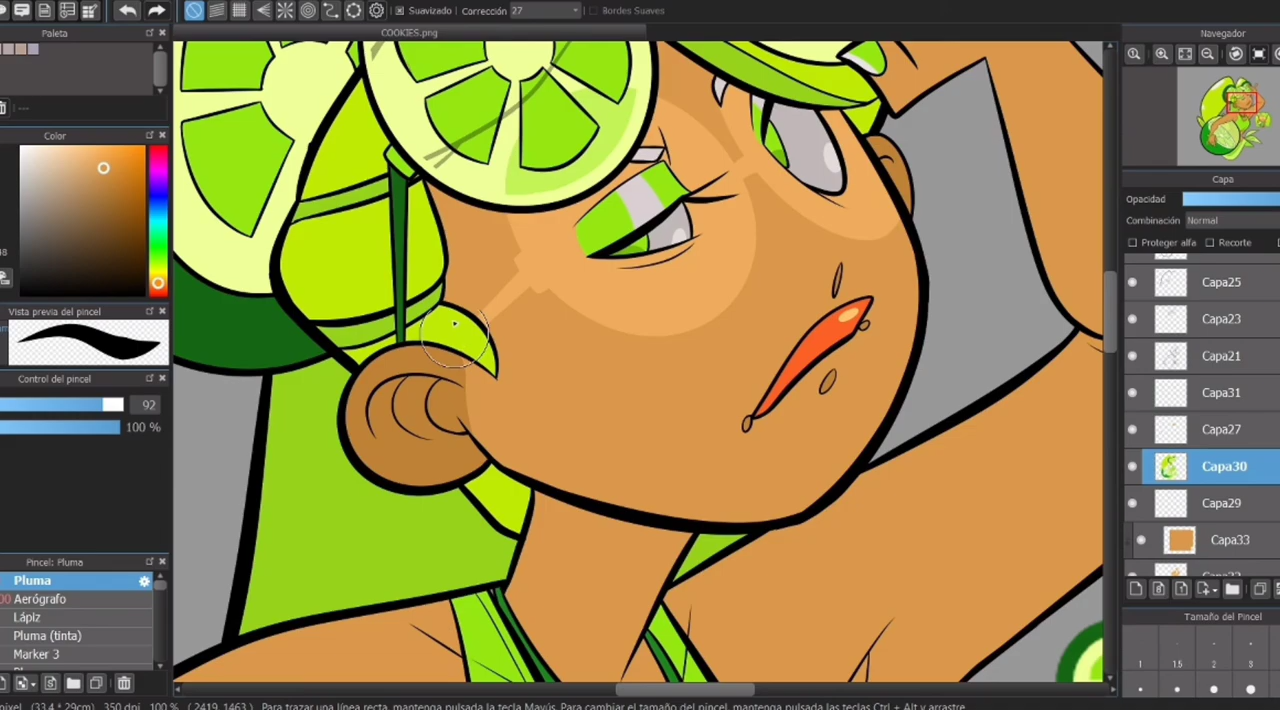 Suavizado Corrección 27 Bordes Suaves
Paleta
COOKIES.png
Navegador
---
Color
Vista previa del pincel
Control del pincel
92
100 %
Pincel: Pluma
Pluma
Aerógrafo
Lápiz
Pluma (tinta)
Marker 3
Capa
Opacidad
Combinación Normal
Proteger alfa Recorte
Capa25
Capa23
Capa21
Capa31
Capa27
Capa30
Capa29
Capa33
Tamaño del Pincel
1 1.5 2 3
pixel (33.4 * 29cm) 350 dpi 100 % ( 2419, 1463 ) Para trazar una línea recta, mantenga pulsada la tecla Mayús. Para cambiar el tamaño del pincel, mantenga pulsadas las teclas Ctrl + Alt y arrastre